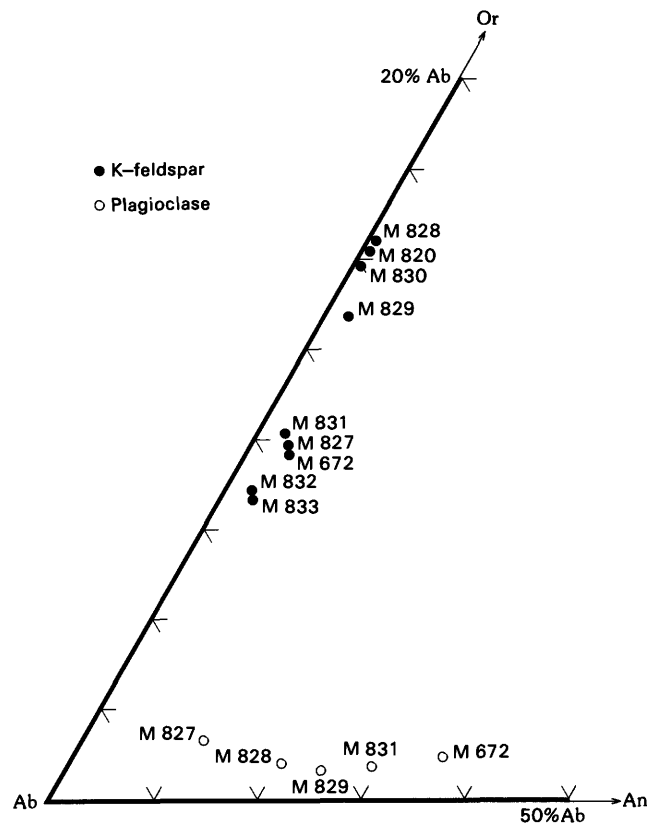 Or
20% Ab
K–feldspar
Plagioclase
M 828
M 820
M 830
M 829
M 831
M 827
M 672
M 832
M 833
M 827
M 828
M 829
M 831
M 672
Ab
An
50%Ab